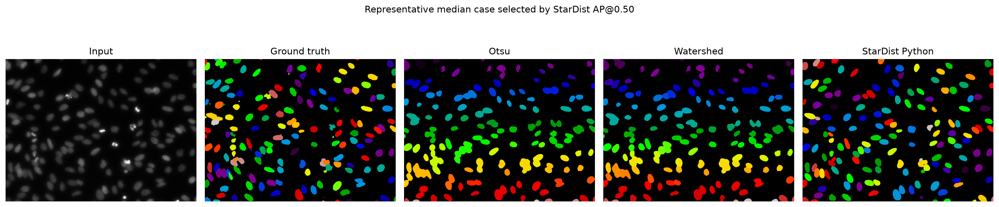 Representative median case selected by StarDist AP@0.50
Input
Ground truth
Otsu
Watershed
StarDist Python